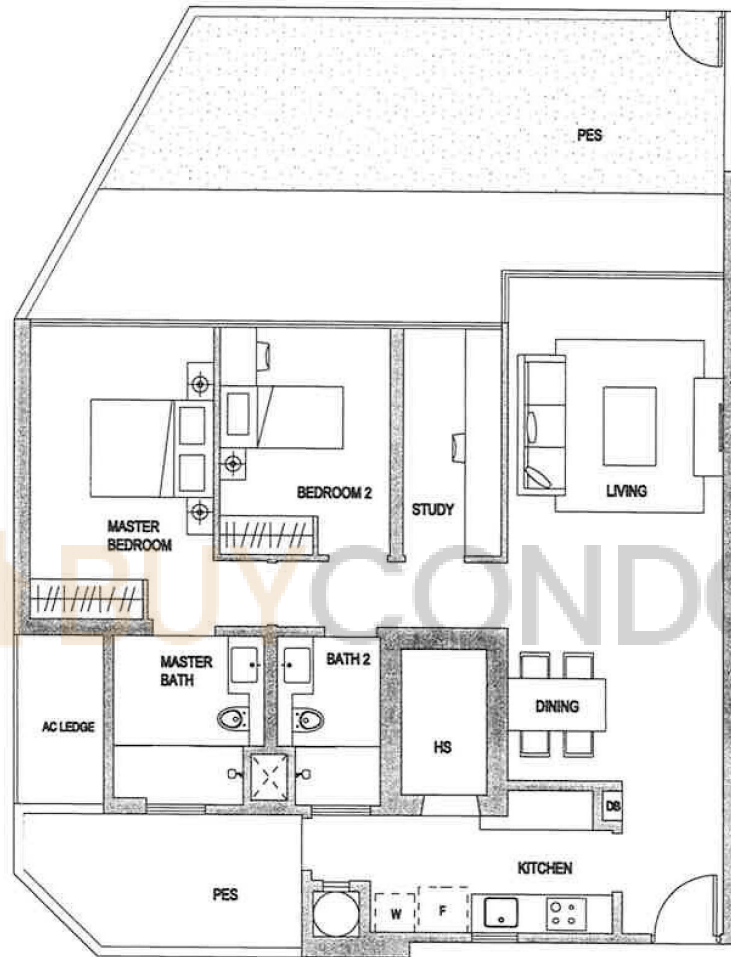 PES
LIVING
BEDROOM 2
STUDY
MASTER
BEDROOM
BUYCONDO
MASTER
BATH
BATH 2
AC LEDGE
DINING
HS
DB
KITCHEN
PES
W
F